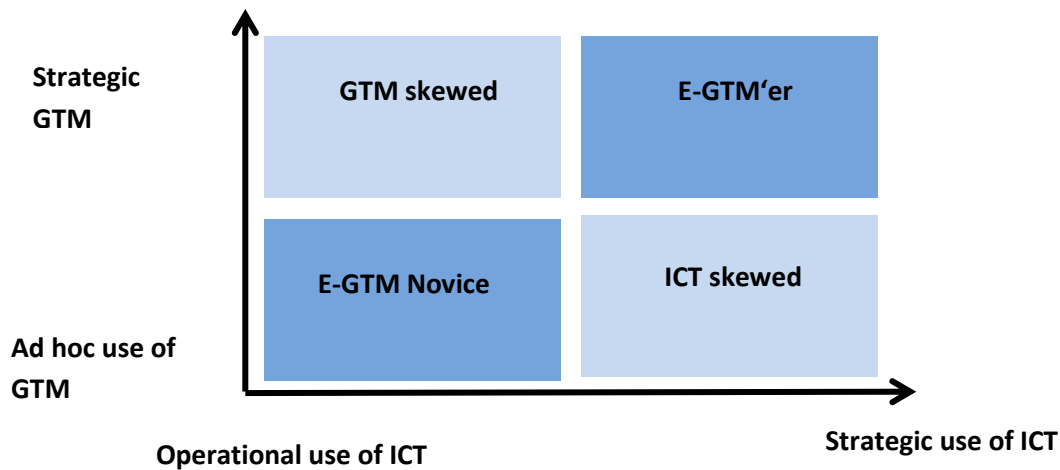 Strategic
GTM
GTM skewed
E-GTM‘er
E-GTM Novice
ICT skewed
Ad hoc use of
GTM
Operational use of ICT
Strategic use of ICT